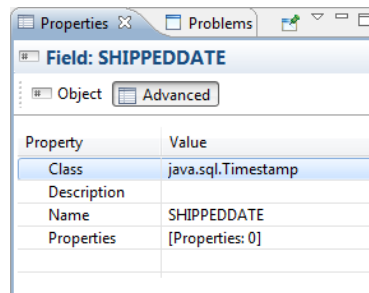 Properties Problems
Field: SHIPPEDDATE
Object Advanced
Property Value
Class java.sql.Timestamp
Description
Name SHIPPEDDATE
Properties [Properties: 0]